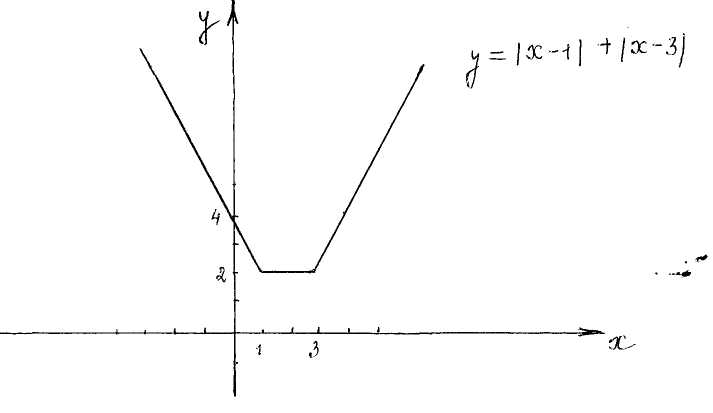 y
y = |x-1| + |x-3|
4
2
1 3
x